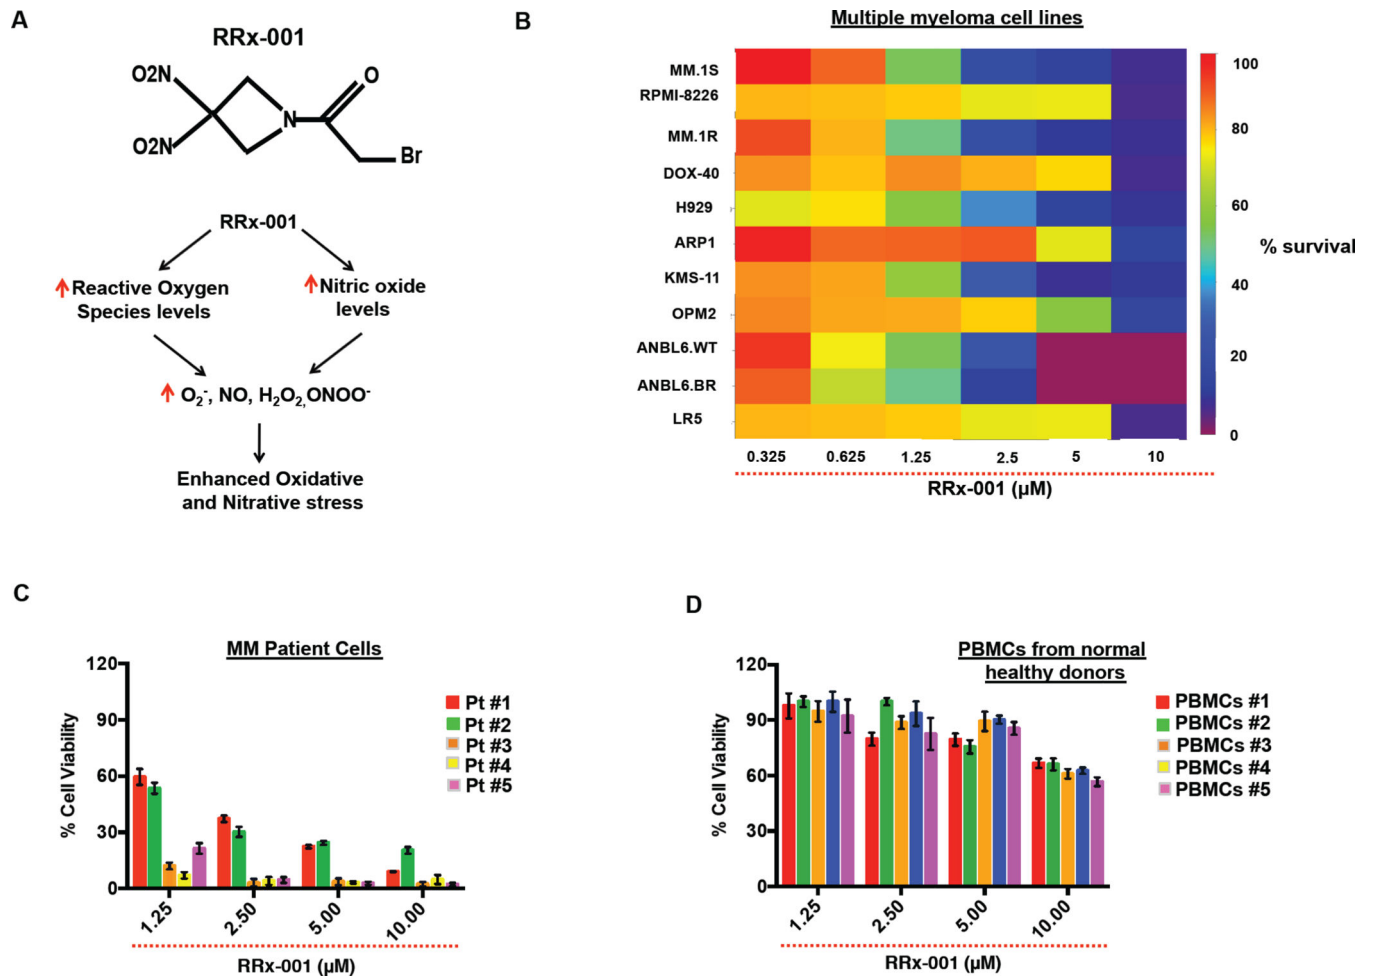 A
RRx-001
O2N
O
N
O2N
Br
RRx-001
Reactive Oxygen
Species levels
Nitric oxide
levels
O₂⁻, NO, H₂O₂,ONOO⁻
Enhanced Oxidative
and Nitrative stress
B
Multiple myeloma cell lines
MM.1S
RPMI-8226
MM.1R
DOX-40
H929
ARP1
KMS-11
OPM2
ANBL6.WT
ANBL6.BR
LR5
0.325 0.625 1.25 2.5 5 10
RRx-001 (µM)
100
80
60
40
20
0
% survival
C
MM Patient Cells
% Cell Viability
120
90
60
30
0
1.25 2.50 5.00 10.00
RRx-001 (µM)
Pt #1
Pt #2
Pt #3
Pt #4
Pt #5
D
PBMCs from normal
healthy donors
% Cell Viability
120
90
60
30
0
1.25 2.50 5.00 10.00
RRx-001 (µM)
PBMCs #1
PBMCs #2
PBMCs #3
PBMCs #4
PBMCs #5